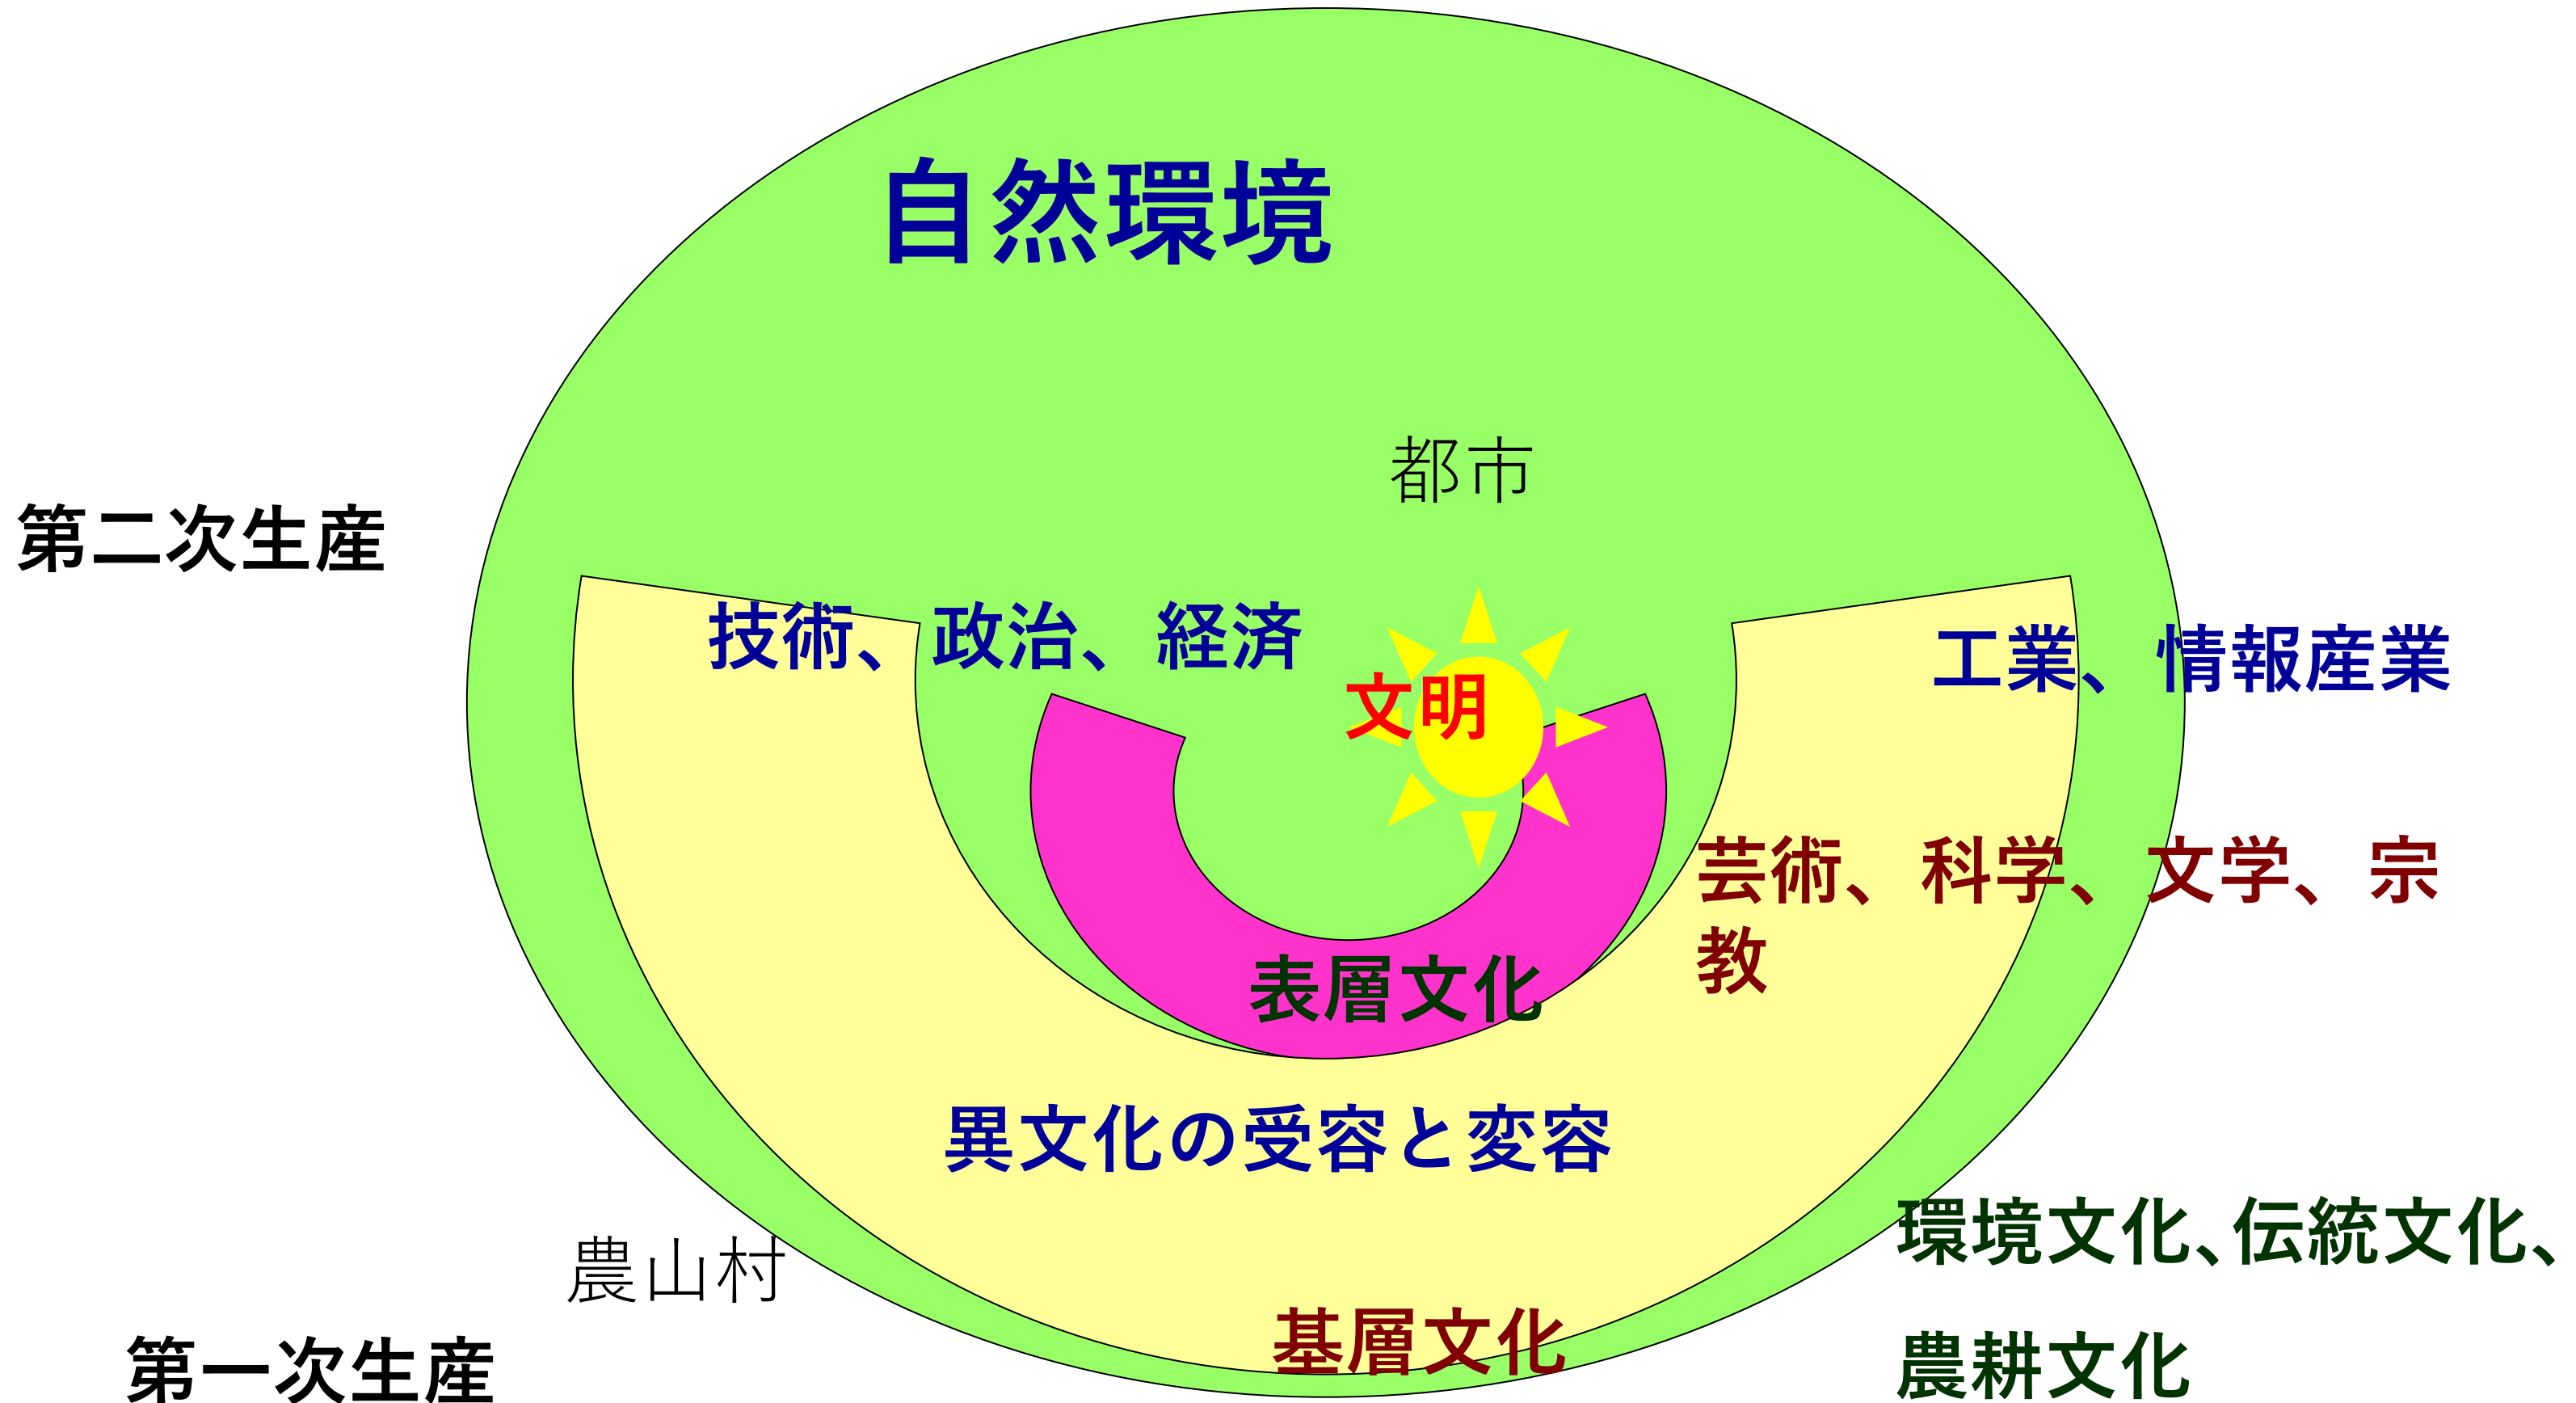 自然環境
都市
第二次生産
技術、政治、経済
工業、情報産業
文明
芸術、科学、文学、宗
教
表層文化
異文化の受容と変容
環境文化、伝統文化、
農山村
基層文化
農耕文化
第一次生産